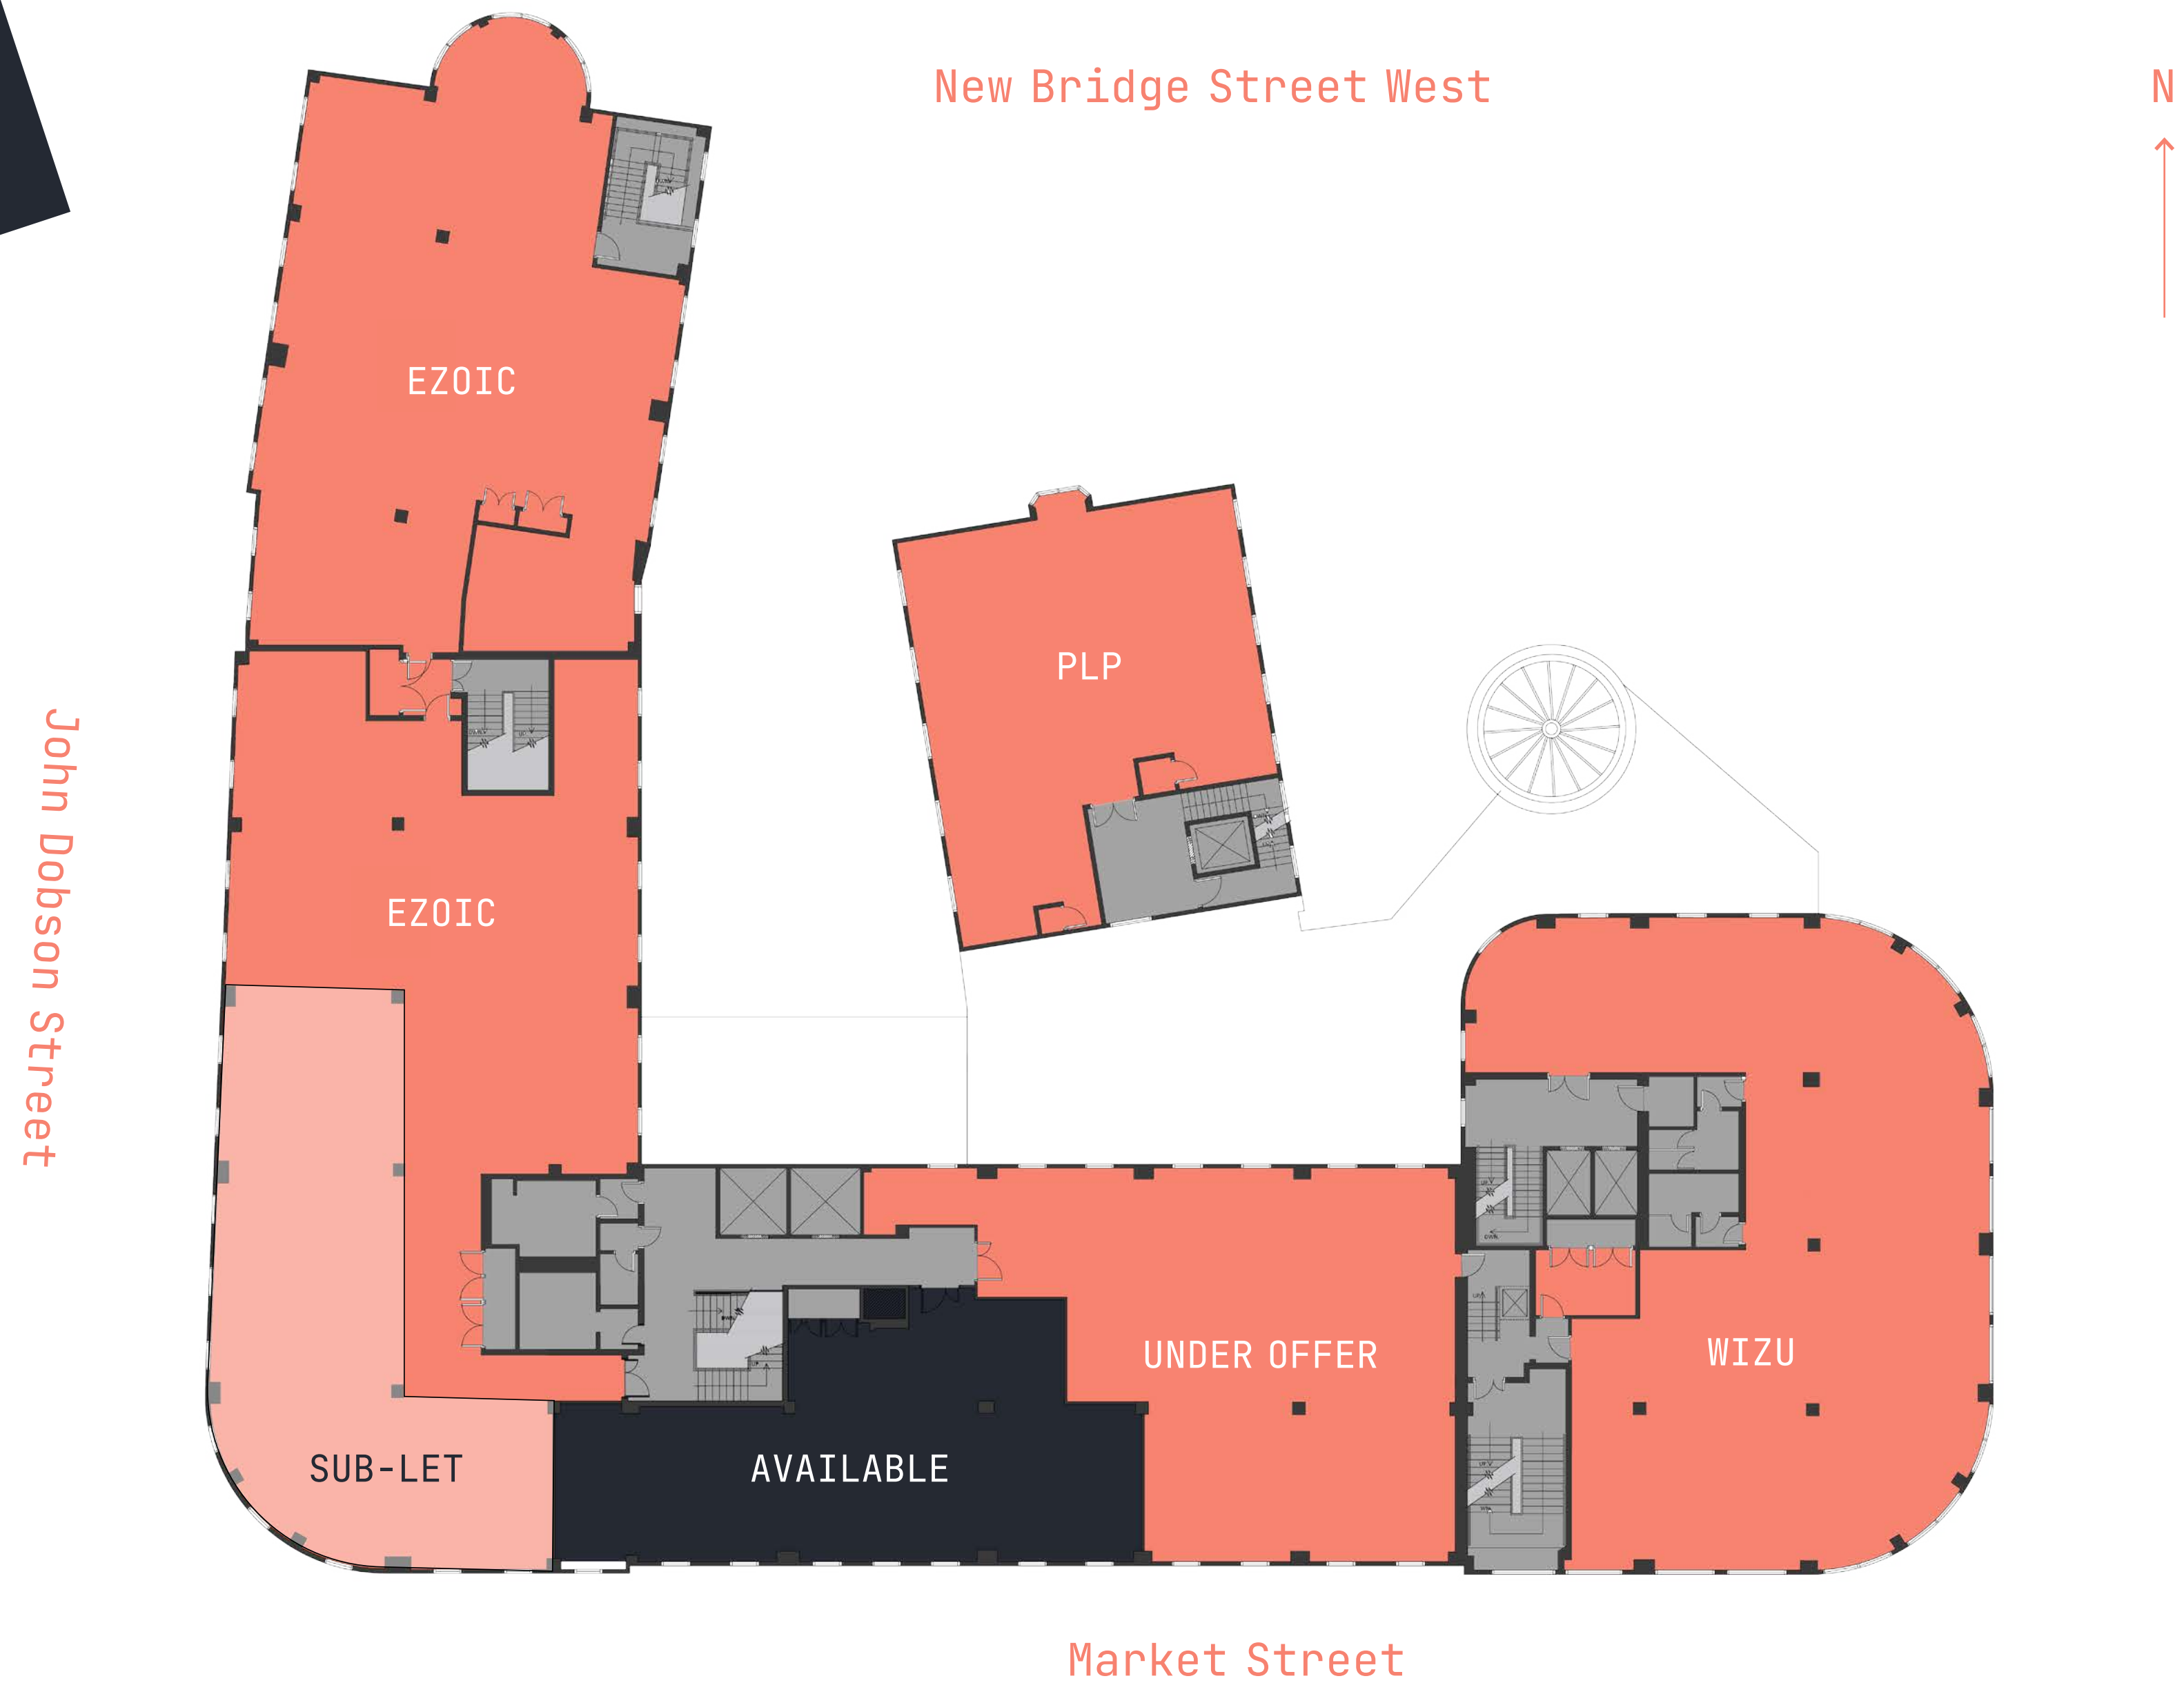 New Bridge Street West
N
EZOIC
PLP
John Dobson Street
EZOIC
UNDER OFFER
WIZU
SUB-LET
AVAILABLE
Market Street